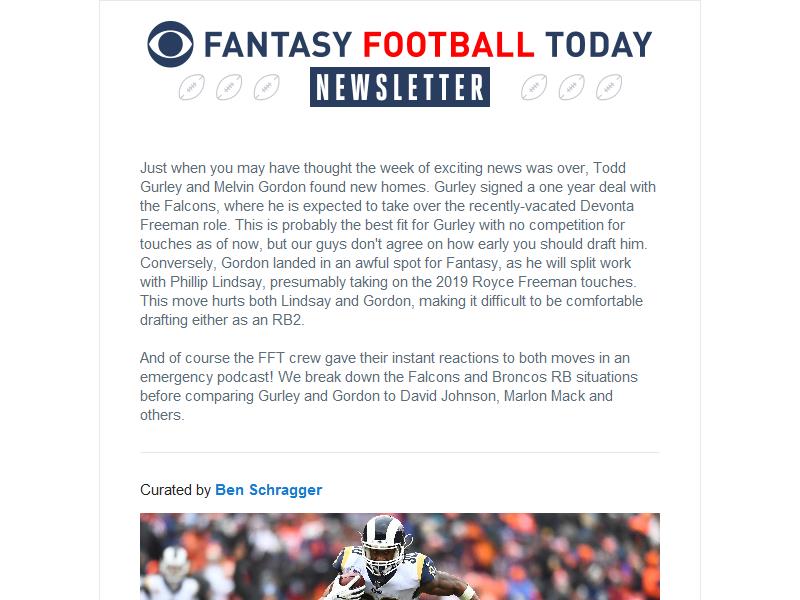 FANTASY FOOTBALL TODAY
NEWSLETTER
Just when you may have thought the week of exciting news was over, Todd
Gurley and Melvin Gordon found new homes. Gurley signed a one year deal with
the Falcons, where he is expected to take over the recently-vacated Devonta
Freeman role. This is probably the best fit for Gurley with no competition for
touches as of now, but our guys don't agree on how early you should draft him.
Conversely, Gordon landed in an awful spot for Fantasy, as he will split work
with Phillip Lindsay, presumably taking on the 2019 Royce Freeman touches.
This move hurts both Lindsay and Gordon, making it difficult to be comfortable
drafting either as an RB2.
And of course the FFT crew gave their instant reactions to both moves in an
emergency podcast! We break down the Falcons and Broncos RB situations
before comparing Gurley and Gordon to David Johnson, Marlon Mack and
others.
Curated by Ben Schragger